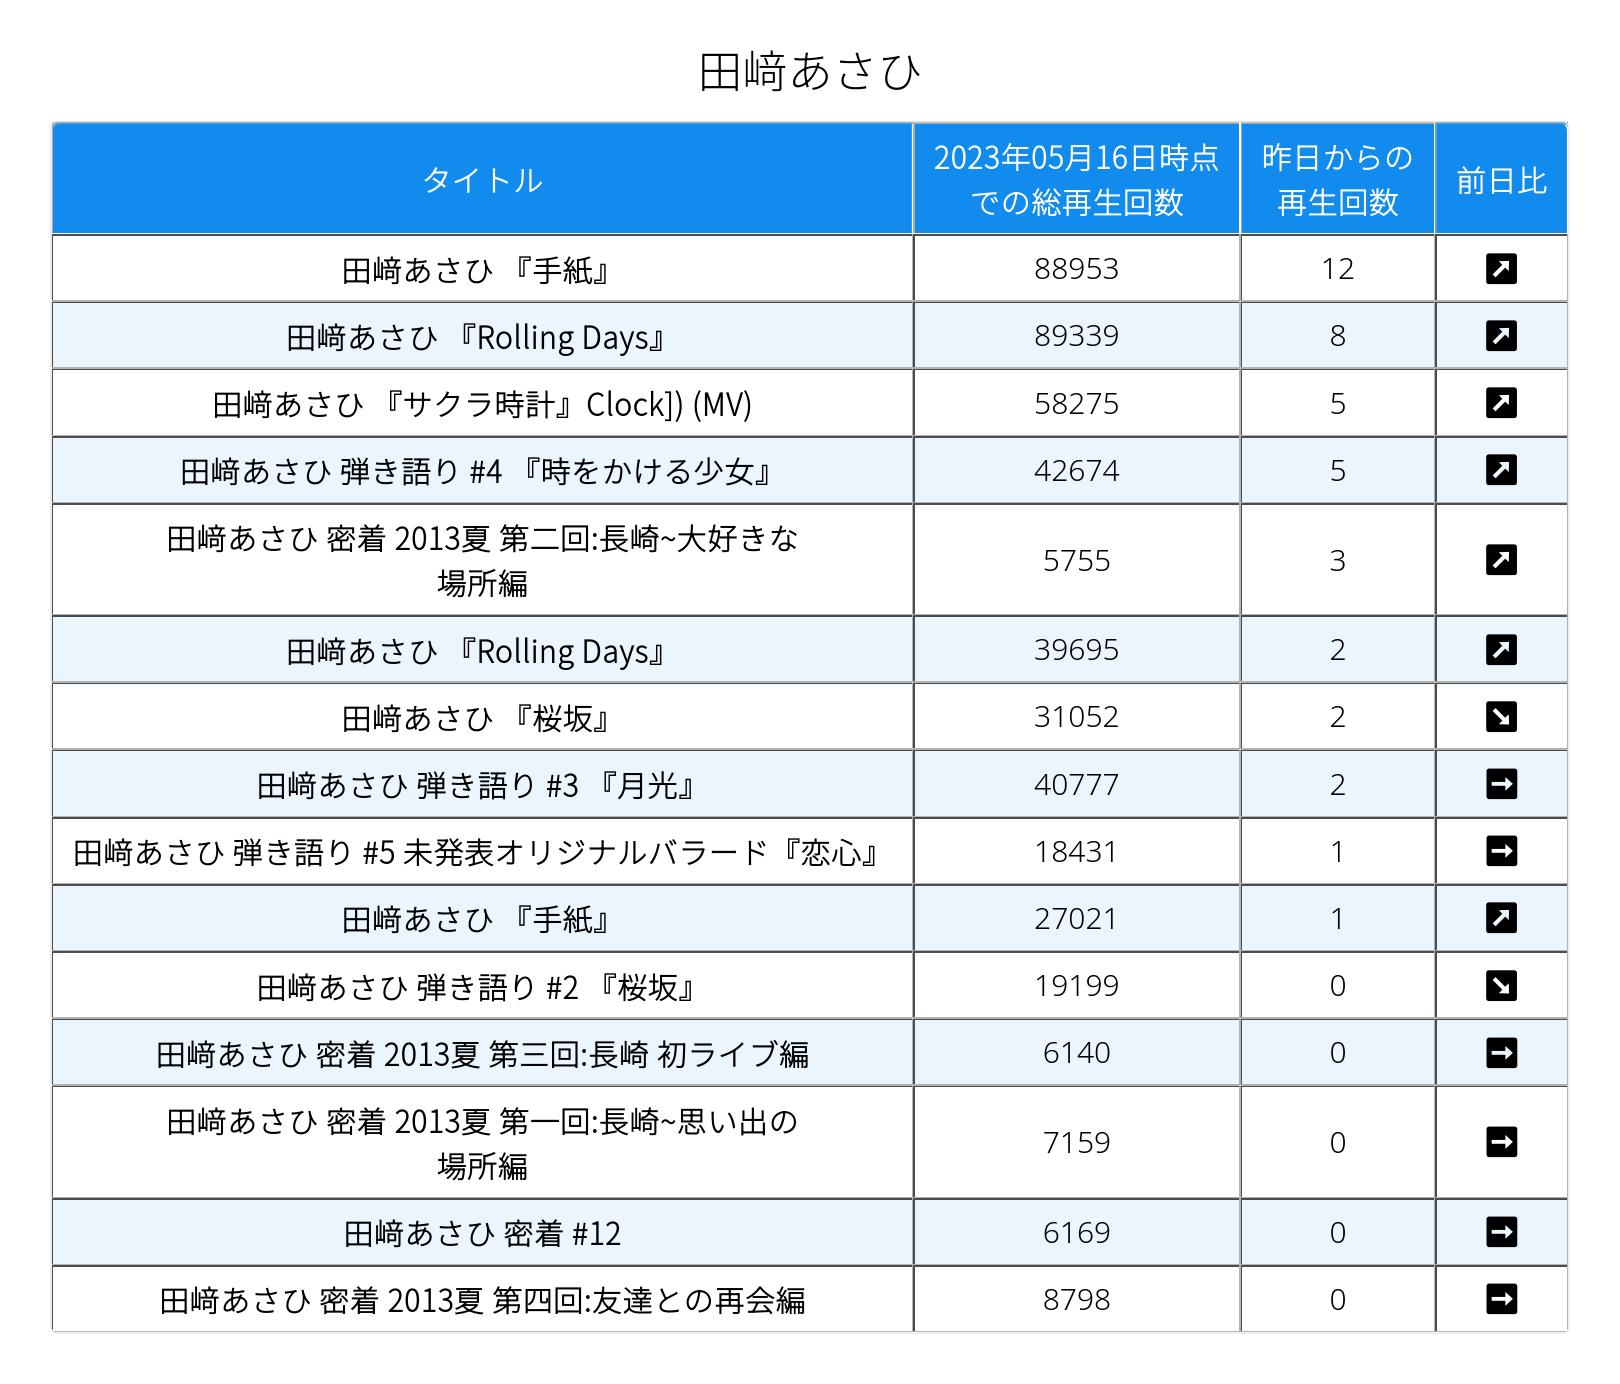 田﨑あさひ
タイトル 2023年05月16日時点での総再生回数 昨日からの再生回数 前日比
田﨑あさひ 『手紙』 88953 12 ↗
田﨑あさひ 『Rolling Days』 89339 8 ↗
田﨑あさひ 『サクラ時計』Clock]) (MV) 58275 5 ↗
田﨑あさひ 弾き語り #4 『時をかける少女』 42674 5 ↗
田﨑あさひ 密着 2013夏 第二回:長崎~大好きな
場所編 5755 3 ↗
田﨑あさひ 『Rolling Days』 39695 2 ↗
田﨑あさひ 『桜坂』 31052 2 ↘
田﨑あさひ 弾き語り #3 『月光』 40777 2 →
田﨑あさひ 弾き語り #5 未発表オリジナルバラード『恋心』 18431 1 →
田﨑あさひ 『手紙』 27021 1 ↗
田﨑あさひ 弾き語り #2 『桜坂』 19199 0 ↘
田﨑あさひ 密着 2013夏 第三回:長崎 初ライブ編 6140 0 →
田﨑あさひ 密着 2013夏 第一回:長崎~思い出の
場所編 7159 0 →
田﨑あさひ 密着 #12 6169 0 →
田﨑あさひ 密着 2013夏 第四回:友達との再会編 8798 0 →